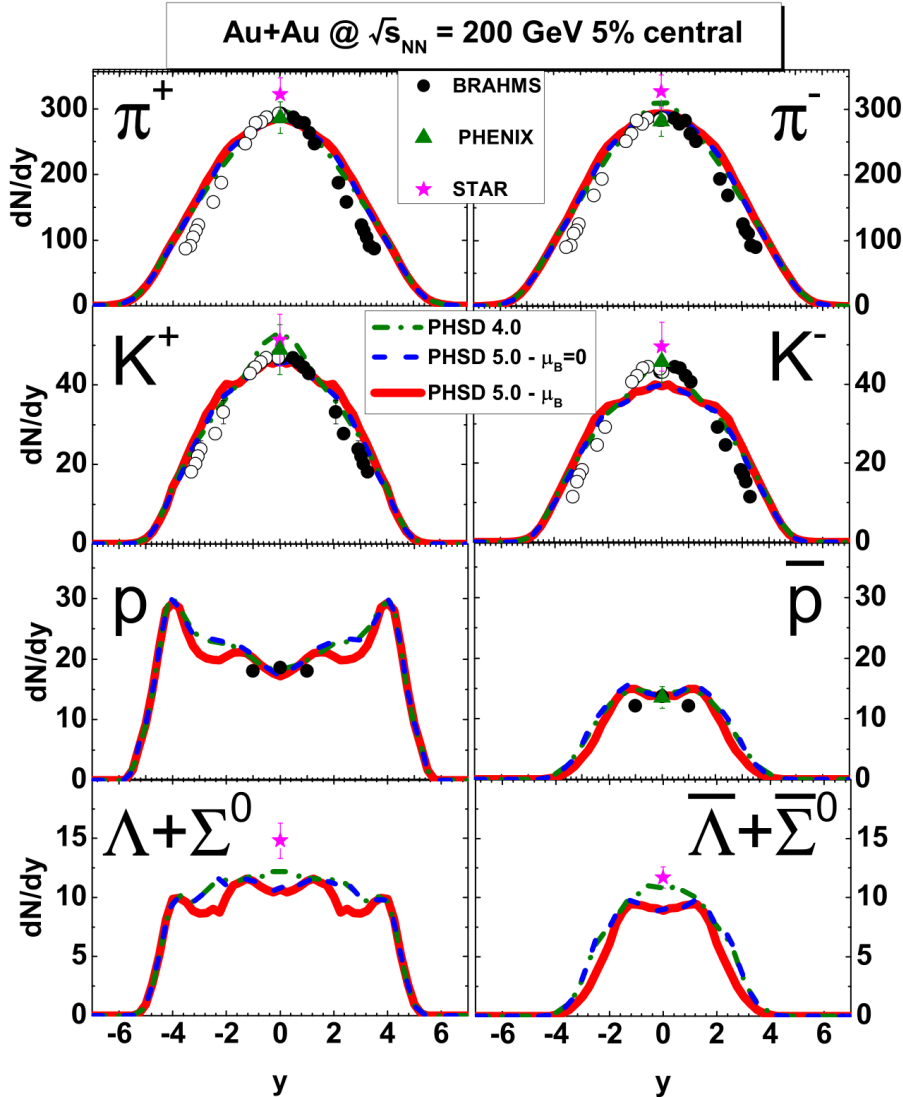 Au+Au @ √s_NN = 200 GeV 5% central
π⁺
π⁻
BRAHMS
PHENIX
STAR
dN/dy
300
200
100
0
300
200
100
0
K⁺
K⁻
PHSD 4.0
PHSD 5.0 - μ_B=0
PHSD 5.0 - μ_B
dN/dy
40
20
0
40
20
0
p
p̅
dN/dy
30
20
10
0
30
20
10
0
Λ+Σ⁰
Λ̅+Σ̅⁰
dN/dy
15
10
5
0
15
10
5
0
-6 -4 -2 0 2 4 6
-6 -4 -2 0 2 4 6
y
y